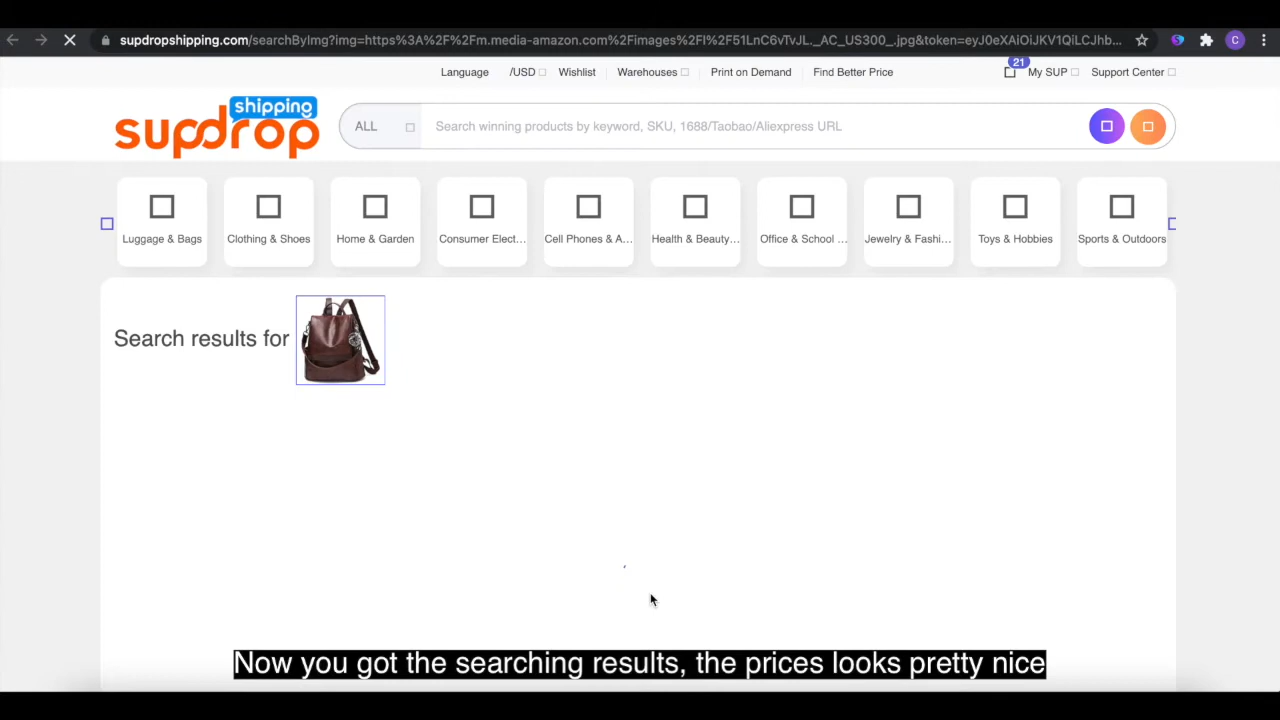 supdropshipping.com/searchByImg?img=https%3A%2F%2Fm.media-amazon.com%2Fimages%2FI%2F51LnC6vTvJL._AC_US300_.jpg&token=eyJ0eXAiOiJKV1QiLCJhb...
C
Language /USD Wishlist Warehouses Print on Demand Find Better Price 21 My SUP Support Center
supdrop shipping
ALL Search winning products by keyword, SKU, 1688/Taobao/Aliexpress URL
Luggage & Bags Clothing & Shoes Home & Garden Consumer Elect... Cell Phones & A... Health & Beauty... Office & School ... Jewelry & Fashi... Toys & Hobbies Sports & Outdoors
Search results for
Now you got the searching results, the prices looks pretty nice